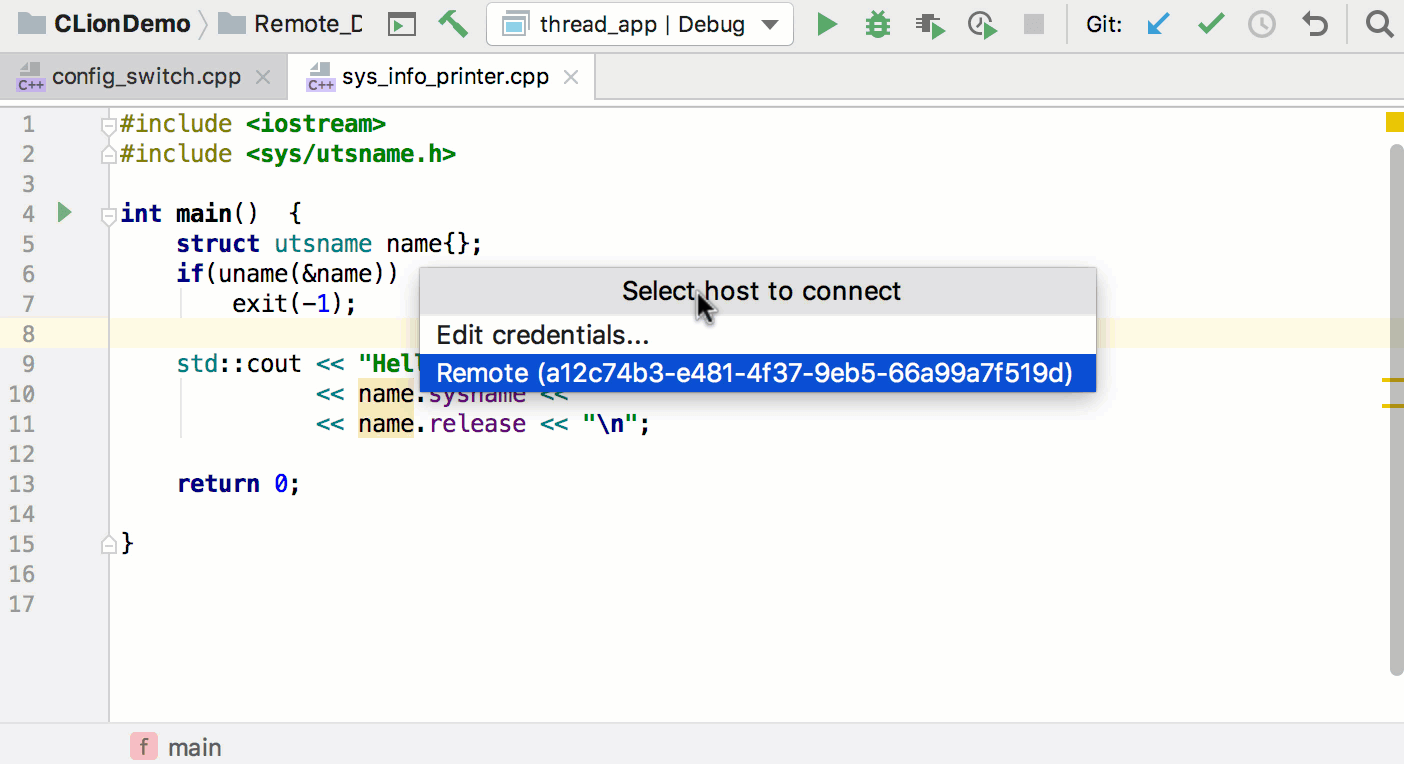 CLionDemo Remote_D thread_app | Debug Git:
C++ config_switch.cpp C++ sys_info_printer.cpp
1 #include <iostream>
2 #include <sys/utsname.h>
3
4 int main()  {
5 struct utsname name{};
6 if(uname(&name))
7 exit(-1);
Select host to connect
Edit credentials...
Remote (a12c74b3-e481-4f37-9eb5-66a99a7f519d)
8
9 std::cout << "Hell
10 << name.sysname <<
11 << name.release << "\n";
12
13 return 0;
14
15 }
16
17
f main